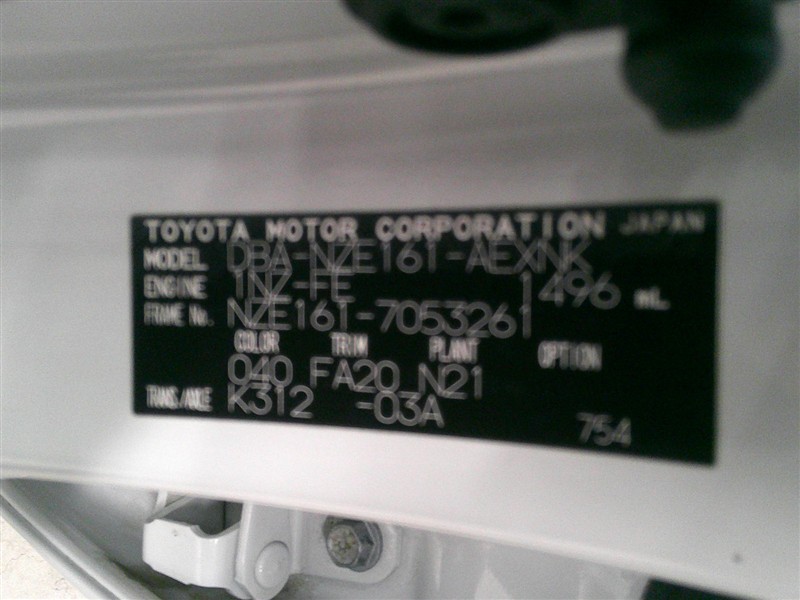 TOYOTA MOTOR CORPORATION JAPAN
MODEL DBA-NZE161-AEXNK
ENGINE 1NZ-FE 1496 mL
FRAME No. NZE161-7053261
COLOR TRIM PLANT OPTION
040 FA20 N21
TRANS/AXLE K312 -03A
754